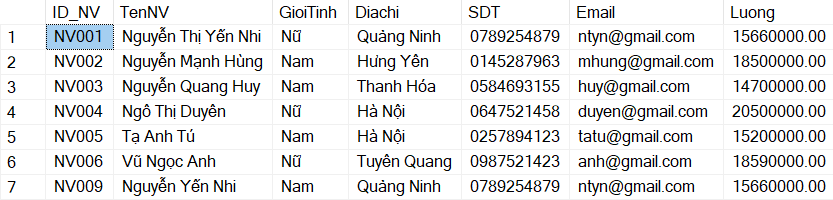 ID_NV TenNV GioiTinh Diachi SDT Email Luong
1 NV001 Nguyễn Thị Yến Nhi Nữ Quảng Ninh 0789254879 ntyn@gmail.com 15660000.00
2 NV002 Nguyễn Mạnh Hùng Nam Hưng Yên 0145287963 mhung@gmail.com 18500000.00
3 NV003 Nguyễn Quang Huy Nam Thanh Hóa 0584693155 huy@gmail.com 14700000.00
4 NV004 Ngô Thị Duyên Nữ Hà Nội 0647521458 duyen@gmail.com 20500000.00
5 NV005 Tạ Anh Tú Nam Hà Nội 0257894123 tatu@gmail.com 15200000.00
6 NV006 Vũ Ngọc Anh Nữ Tuyên Quang 0987521423 anh@gmail.com 18590000.00
7 NV009 Nguyễn Yến Nhi Nam Quảng Ninh 0789254879 ntyn@gmail.com 15660000.00